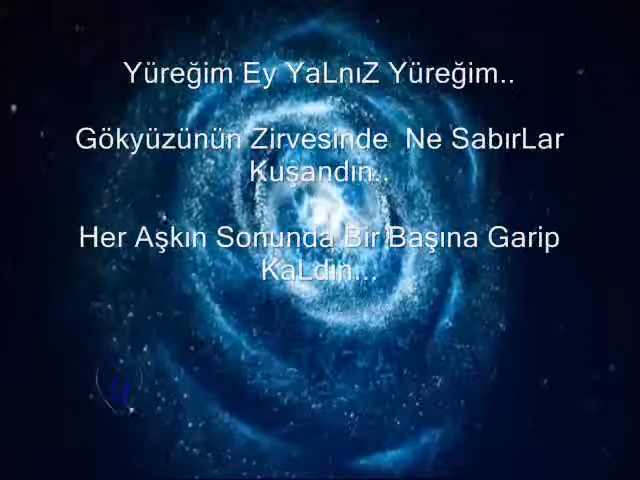 Yüreğim Ey YaLnıZ Yüreğim..
Gökyüzünün Zirvesinde Ne SabırLar
Kuşandın..
Her Aşkın Sonunda Bir Başına Garip
KaLdın...